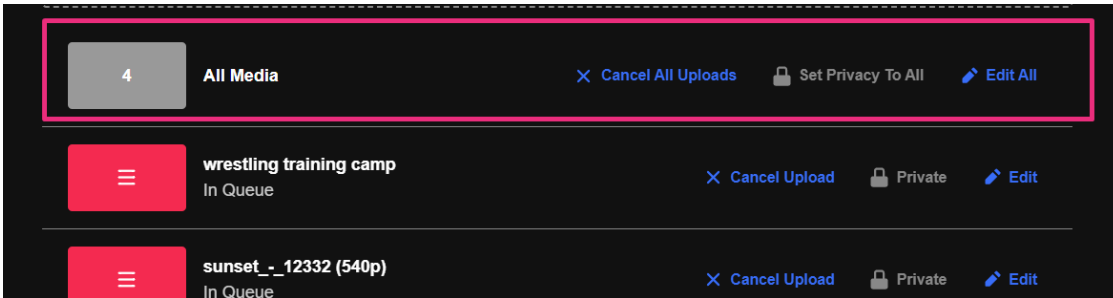 4 All Media Cancel All Uploads Set Privacy To All Edit All
wrestling training camp
In Queue
Cancel Upload Private Edit
sunset_-_12332 (540p)
In Queue
Cancel Upload Private Edit